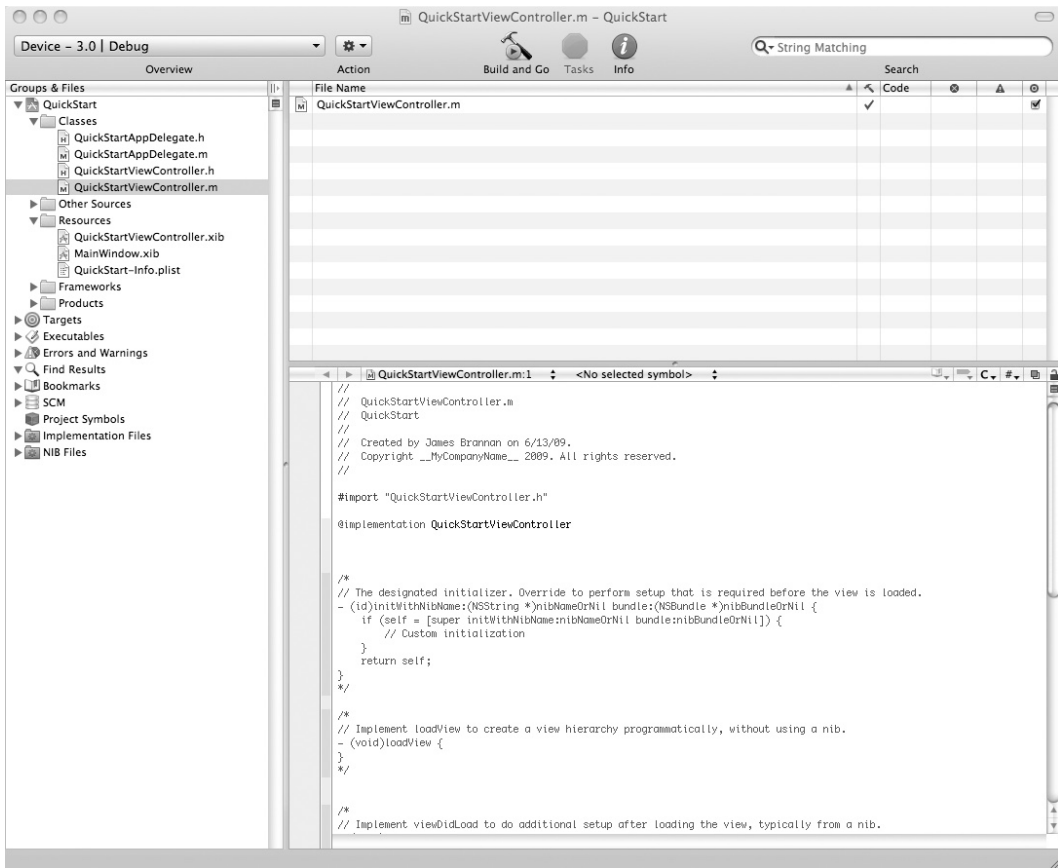 QuickStartViewController.m – QuickStart
Device – 3.0 | Debug
String Matching
Overview
Action
Build and Go
Tasks
Info
Search
Groups & Files
QuickStart
Classes
QuickStartAppDelegate.h
QuickStartAppDelegate.m
QuickStartViewController.h
QuickStartViewController.m
Other Sources
Resources
QuickStartViewController.xib
MainWindow.xib
QuickStart-Info.plist
Frameworks
Products
Targets
Executables
Errors and Warnings
Find Results
Bookmarks
SCM
Project Symbols
Implementation Files
NIB Files
File Name
Code
QuickStartViewController.m
QuickStartViewController.m:1
<No selected symbol>
C
#
//
//  QuickStartViewController.m
//  QuickStart
//
//  Created by James Brannan on 6/13/09.
//  Copyright __MyCompanyName__ 2009. All rights reserved.
//
#import "QuickStartViewController.h"
@implementation QuickStartViewController
/*
// The designated initializer. Override to perform setup that is required before the view is loaded.
- (id)initWithNibName:(NSString *)nibNameOrNil bundle:(NSBundle *)nibBundleOrNil {
    if (self = [super initWithNibName:nibNameOrNil bundle:nibBundleOrNil]) {
        // Custom initialization
    }
    return self;
}
*/
/*
// Implement loadView to create a view hierarchy programmatically, without using a nib.
- (void)loadView {
}
*/
/*
// Implement viewDidLoad to do additional setup after loading the view, typically from a nib.